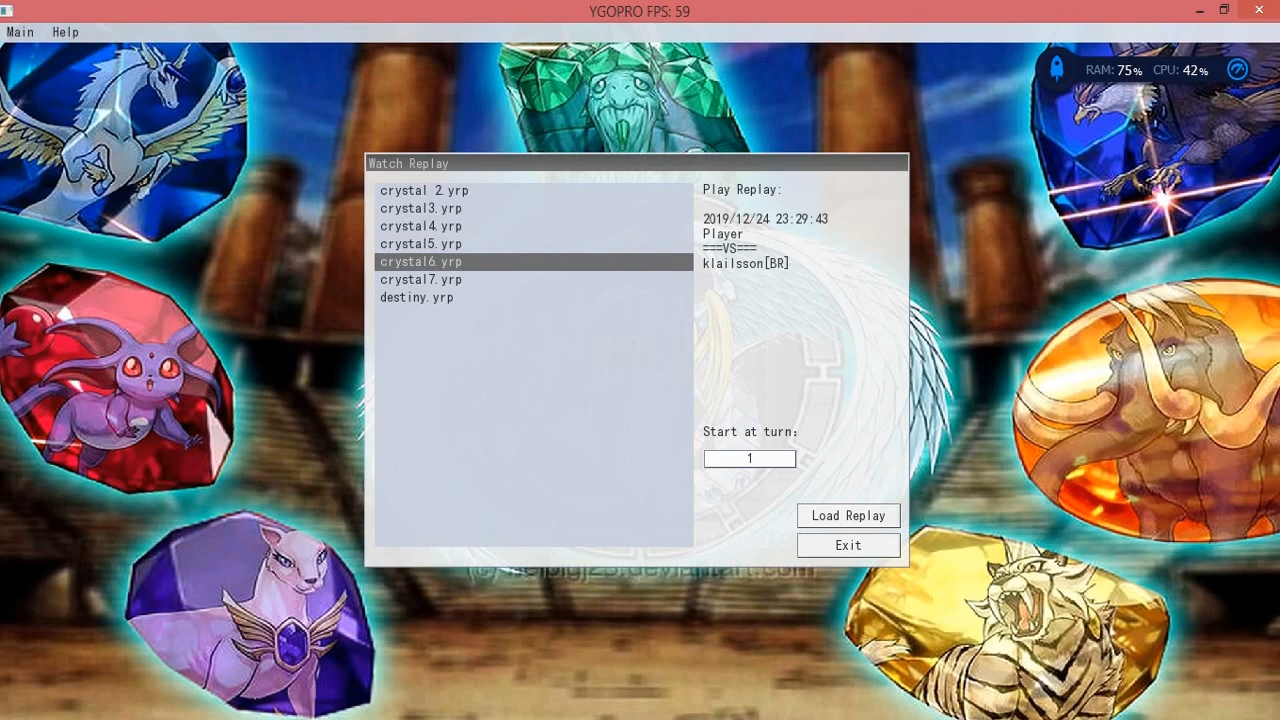 YGOPRO FPS: 59
Main Help
RAM: 75% CPU: 42%
Watch Replay
crystal 2.yrp
crystal3.yrp
crystal4.yrp
crystal5.yrp
crystal6.yrp
crystal7.yrp
destiny.yrp
Play Replay:
2019/12/24 23:29:43
Player
===VS===
klailsson[BR]
Start at turn:
1
Load Replay
Exit